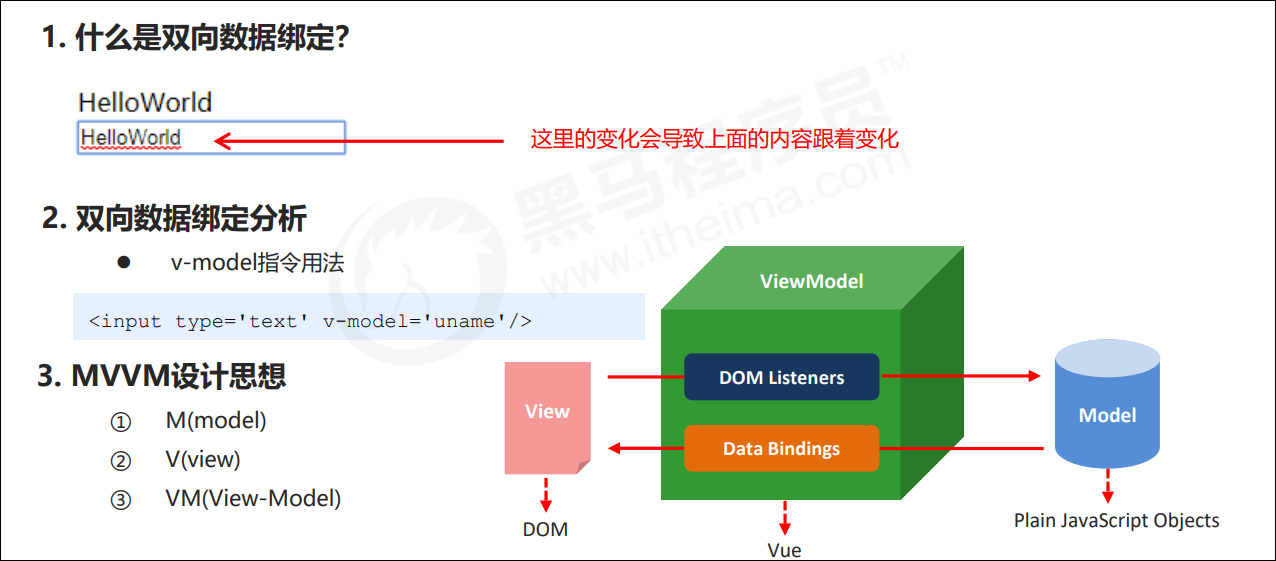 1. 什么是双向数据绑定?
HelloWorld
HelloWorld
这里的变化会导致上面的内容跟着变化
黑马程序员™
www.itheima.com
2. 双向数据绑定分析
● v-model指令用法
<input type='text' v-model='uname'/>
3. MVVM设计思想
① M(model)
② V(view)
③ VM(View-Model)
ViewModel
DOM Listeners
View
Model
Data Bindings
DOM
Vue
Plain JavaScript Objects